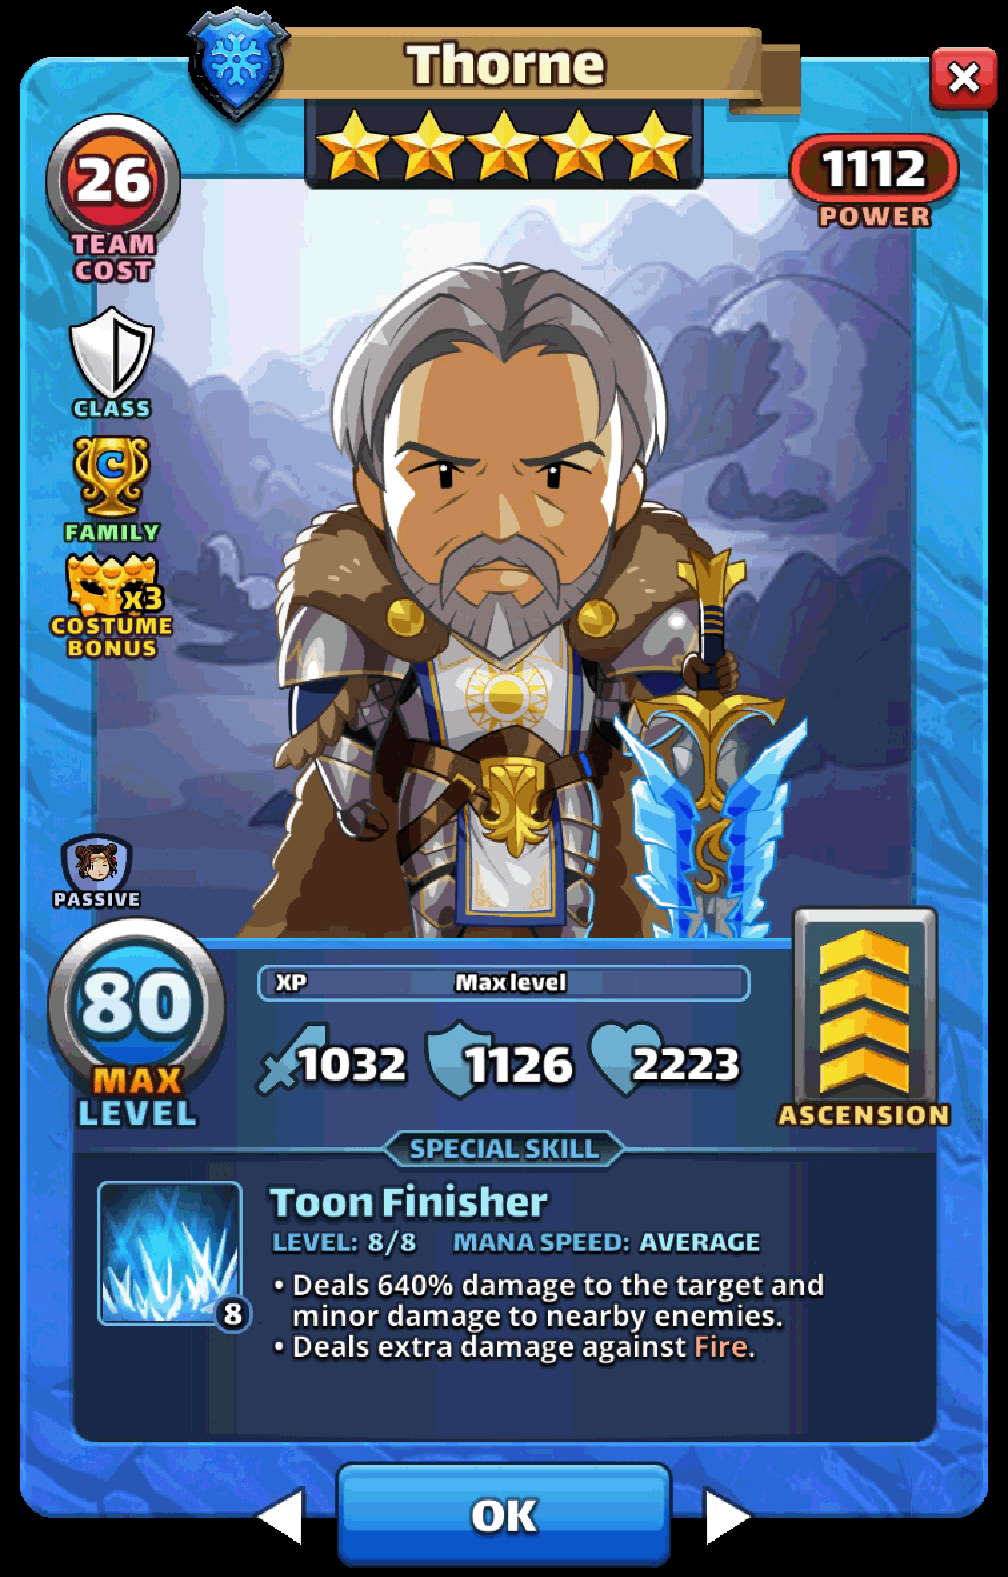 Thorne
26
TEAM
COST
1112
POWER
CLASS
C
FAMILY
x3
COSTUME
BONUS
PASSIVE
80
MAX
LEVEL
XP Max level
1032 1126 2223
ASCENSION
SPECIAL SKILL
Toon Finisher
LEVEL: 8/8 MANA SPEED: AVERAGE
8
• Deals 640% damage to the target and
minor damage to nearby enemies.
• Deals extra damage against Fire.
OK